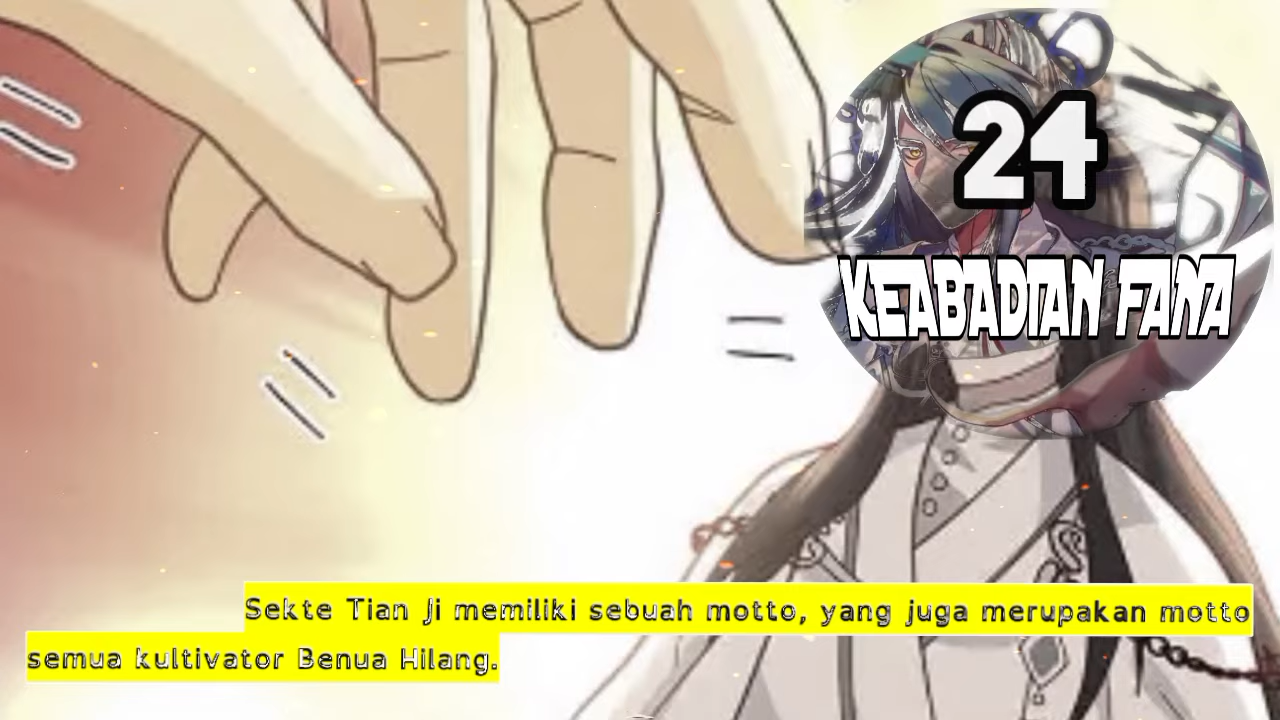 24
KEABADIAN FANA
Sekte Tian Ji memiliki sebuah motto, yang juga merupakan motto
semua kultivator Benua Hilang.